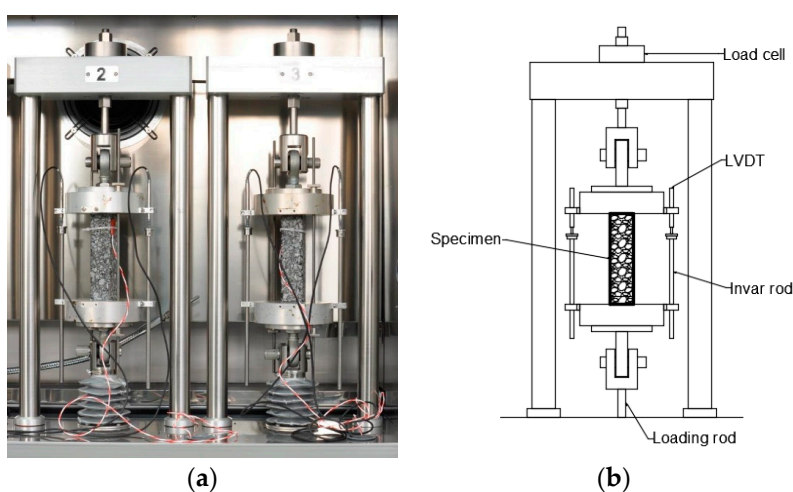 2
3
Load cell
LVDT
Specimen
Invar rod
Loading rod
(a)
(b)